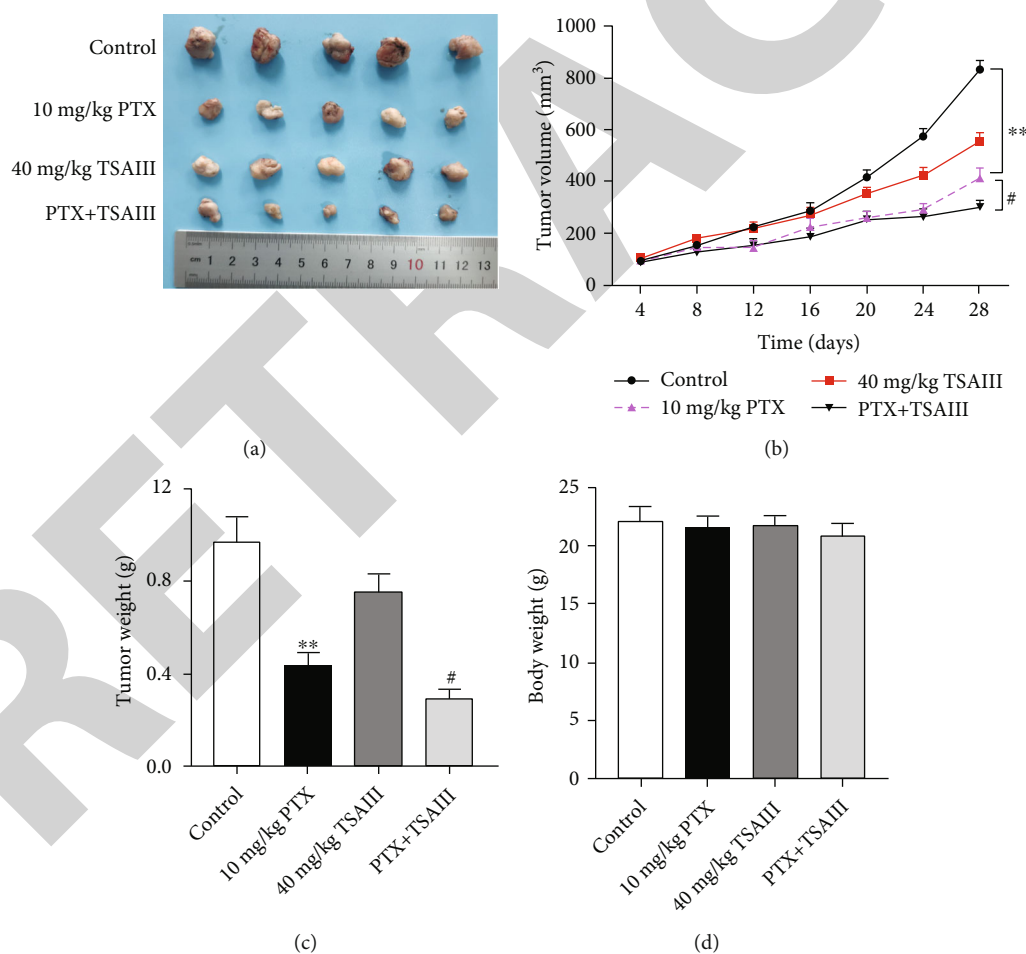 RETRAC
Control
10 mg/kg PTX
40 mg/kg TSAIII
PTX+TSAIII
cm 1 2 3 4 5 6 7 8 9 10 11 12 13
(a)
Tumor volume (mm³)
1000
800
600
400
200
0
4 8 12 16 20 24 28
Time (days)
**
#
Control
40 mg/kg TSAIII
10 mg/kg PTX
PTX+TSAIII
(b)
Tumor weight (g)
12
0.8
0.4
0.0
**
#
Control
10 mg/kg PTX
40 mg/kg TSAIII
PTX+TSAIII
(c)
Body weight (g)
25
20
15
10
5
0
Control
10 mg/kg PTX
40 mg/kg TSAIII
PTX+TSAIII
(d)